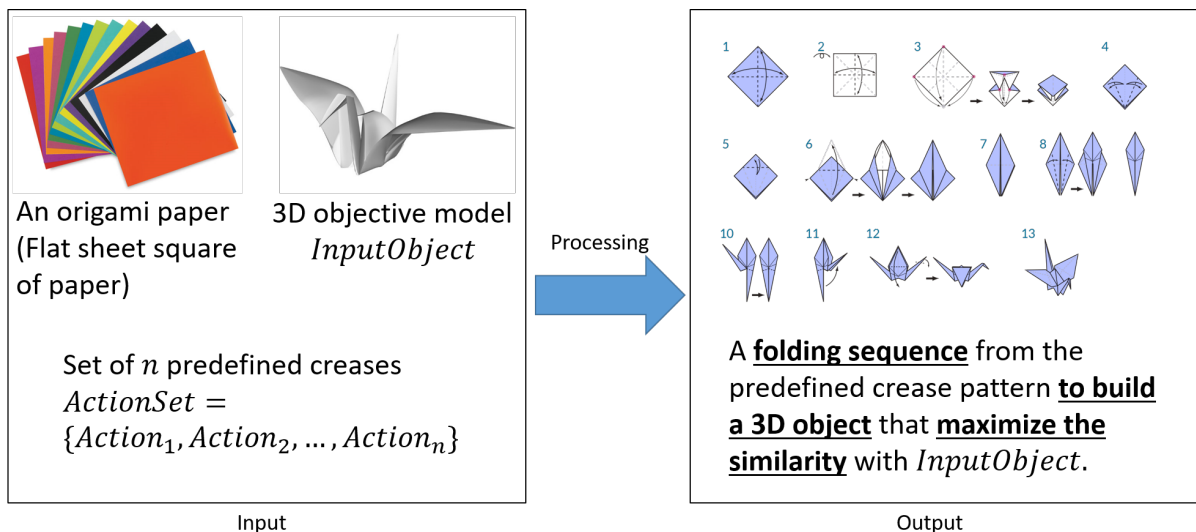 An origami paper
(Flat sheet square
of paper)
3D objective model
InputObject
Set of n predefined creases
ActionSet =
{Action₁, Action₂, … , Actionₙ}
Input
Processing
1 2 3 4
5 6 7 8
10 11 12 13
A folding sequence from the
predefined crease pattern to build
a 3D object that maximize the
similarity with InputObject.
Output